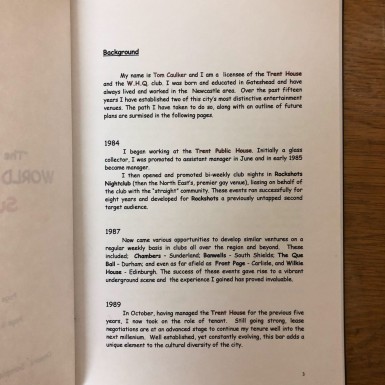 Background
My name is Tom Caulker and I am a licensee of the Trent House
and the W.H.Q. club. I was born and educated in Gateshead and have
always lived and worked in the Newcastle area. Over the past fifteen
years I have established two of this city's most distinctive entertainment
venues. The path I have taken to do so, along with an outline of future
plans are surmised in the following pages.
1984
I began working at the Trent Public House. Initially a glass
collector, I was promoted to assistant manager in June and in early 1985
became manager.
I then opened and promoted bi-weekly club nights in Rockshots
Nightclub (then the North East's, premier gay venue), liasing on behalf of the
club with the "straight" community. These events ran successfully for
eight years and developed for Rockshots a previously untapped second
target audience.
1987
Now came various opportunities to develop similar ventures on a
regular weekly basis in clubs all over the region and beyond. These
included; Chambers - Sunderland; Banwells - South Shields; The Que
Ball - Durham; and even as far afield as Front Page - Carlisle, and Wilkie
House - Edinburgh. The success of these events gave rise to a vibrant
underground scene and the experience I gained has proved invaluable.
1989
In October, having managed the Trent House for the previous five
years, I now took on the role of tenant. Still going strong, lease
negotiations are at an advanced stage to continue my tenure well into the
next millenium. Well established, yet constantly evolving, this bar adds a
unique element to the cultural diversity of the city.